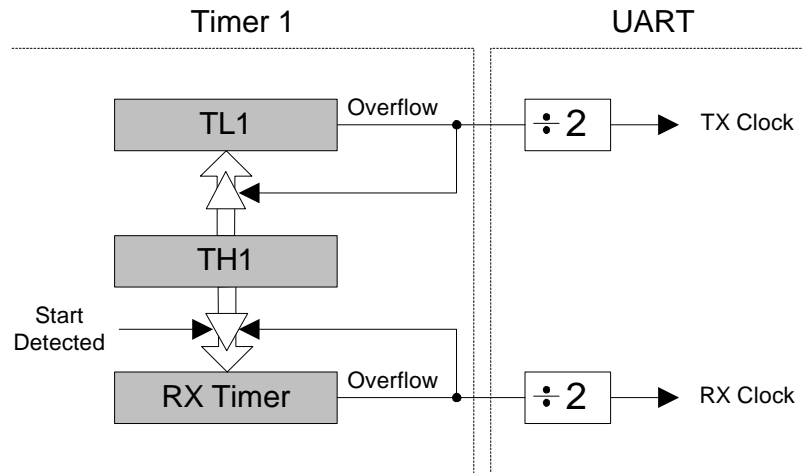 Timer 1
UART
TL1
Overflow
÷ 2
TX Clock
TH1
Start
Detected
RX Timer
Overflow
÷ 2
RX Clock